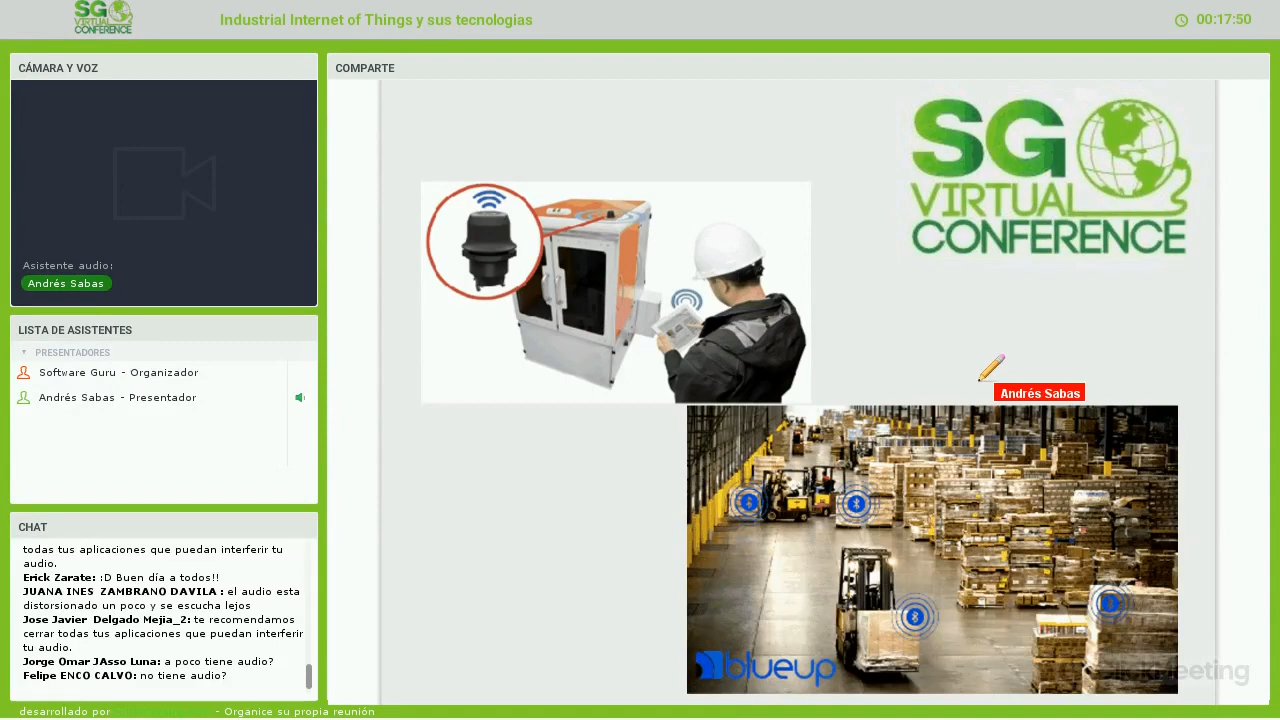 SG
VIRTUAL
CONFERENCE
Industrial Internet of Things y sus tecnologias
00:17:50
CÁMARA Y VOZ
Asistente audio:
Andrés Sabas
LISTA DE ASISTENTES
PRESENTADORES
Software Guru - Organizador
Andrés Sabas - Presentador
CHAT
todas tus aplicaciones que puedan interferir tu
audio.
Erick Zarate: :D Buen día a todos!!
JUANA INES ZAMBRANO DAVILA : el audio está
distorsionado un poco y se escucha lejos
Jose Javier Delgado Mejia_2: te recomendamos
cerrar todas tus aplicaciones que puedan interferir
tu audio.
Jorge Omar JAsso Luna: a poco tiene audio?
Felipe ENCO CALVO: no tiene audio?
desarrollado por - Organice su propia reunión
COMPARTE
SG
VIRTUAL
CONFERENCE
Andrés Sabas
blueup
ClickMeeting